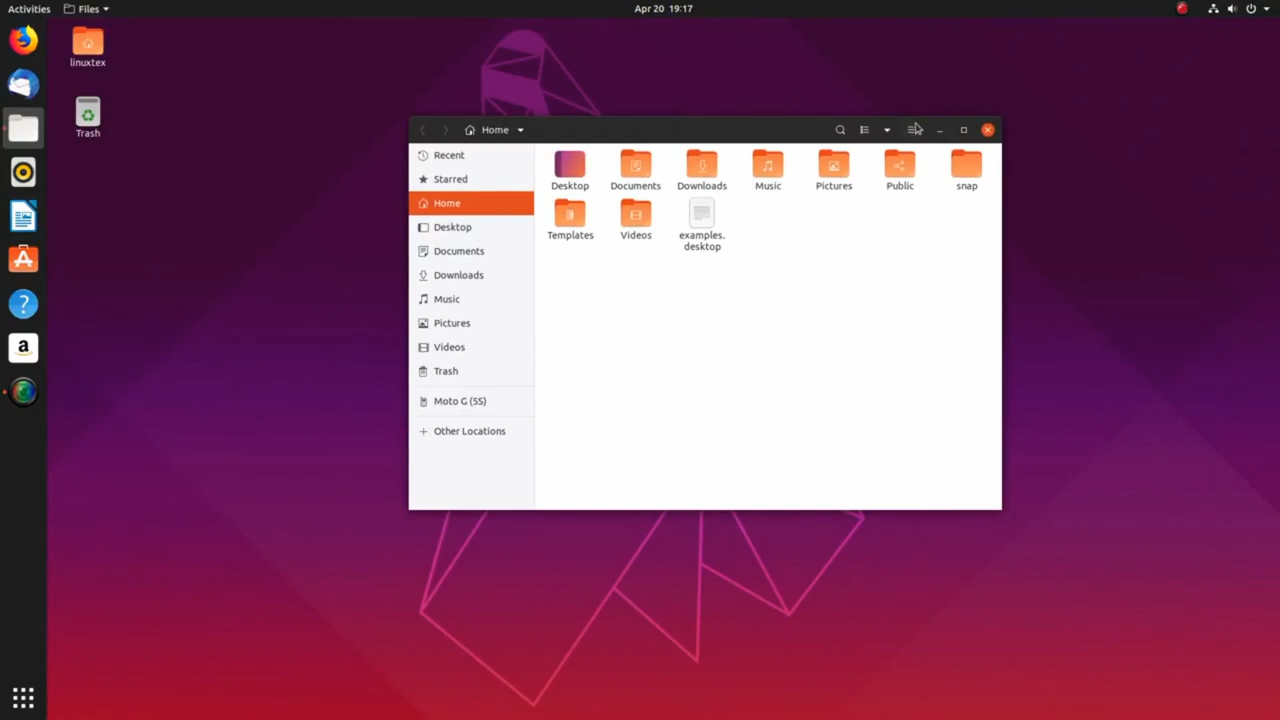 Activities Files Apr 20 19:17
linuxtex
Trash
Home
Recent
Starred
Home
Desktop
Documents
Downloads
Music
Pictures
Videos
Trash
Moto G (5S)
Other Locations
Desktop Documents Downloads Music Pictures Public snap
Templates Videos examples.
desktop
a